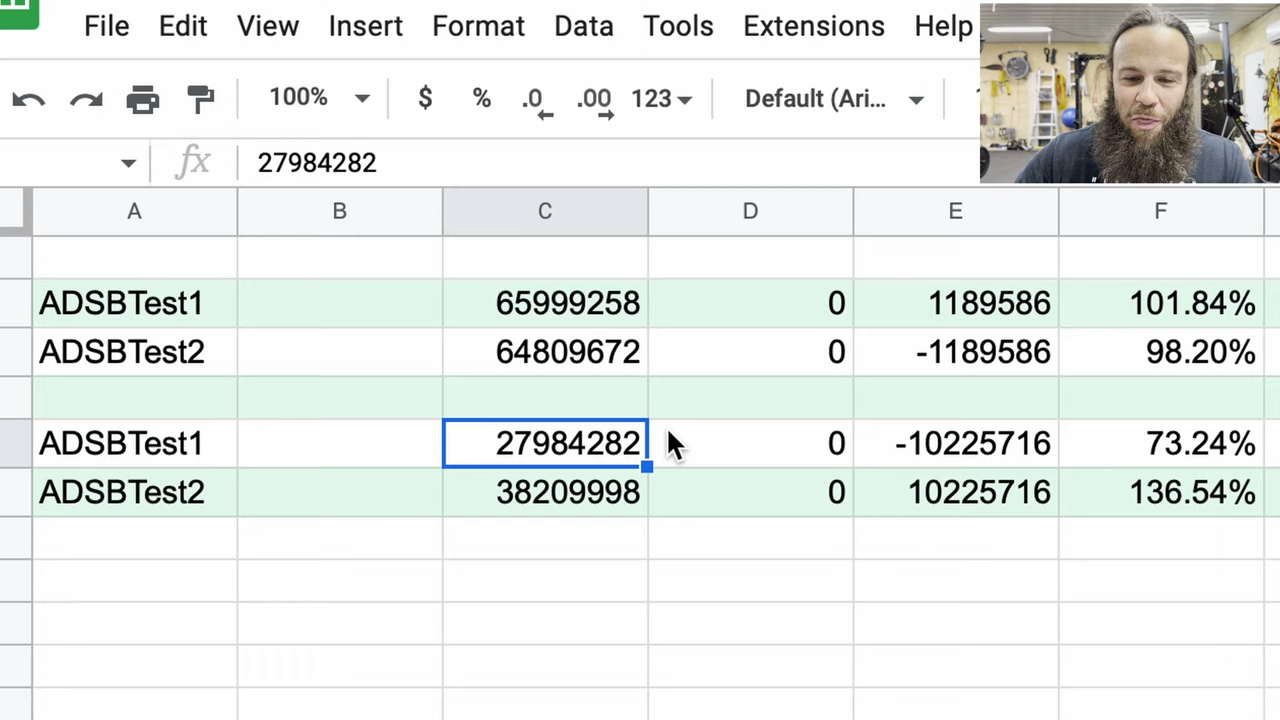 File Edit View Insert Format Data Tools Extensions Help
100% $ % .0 .00 123 Default (Ari...
fx 27984282
A B C D E F
ADSBTest1 65999258 0 1189586 101.84%
ADSBTest2 64809672 0 -1189586 98.20%
ADSBTest1 27984282 0 -10225716 73.24%
ADSBTest2 38209998 0 10225716 136.54%